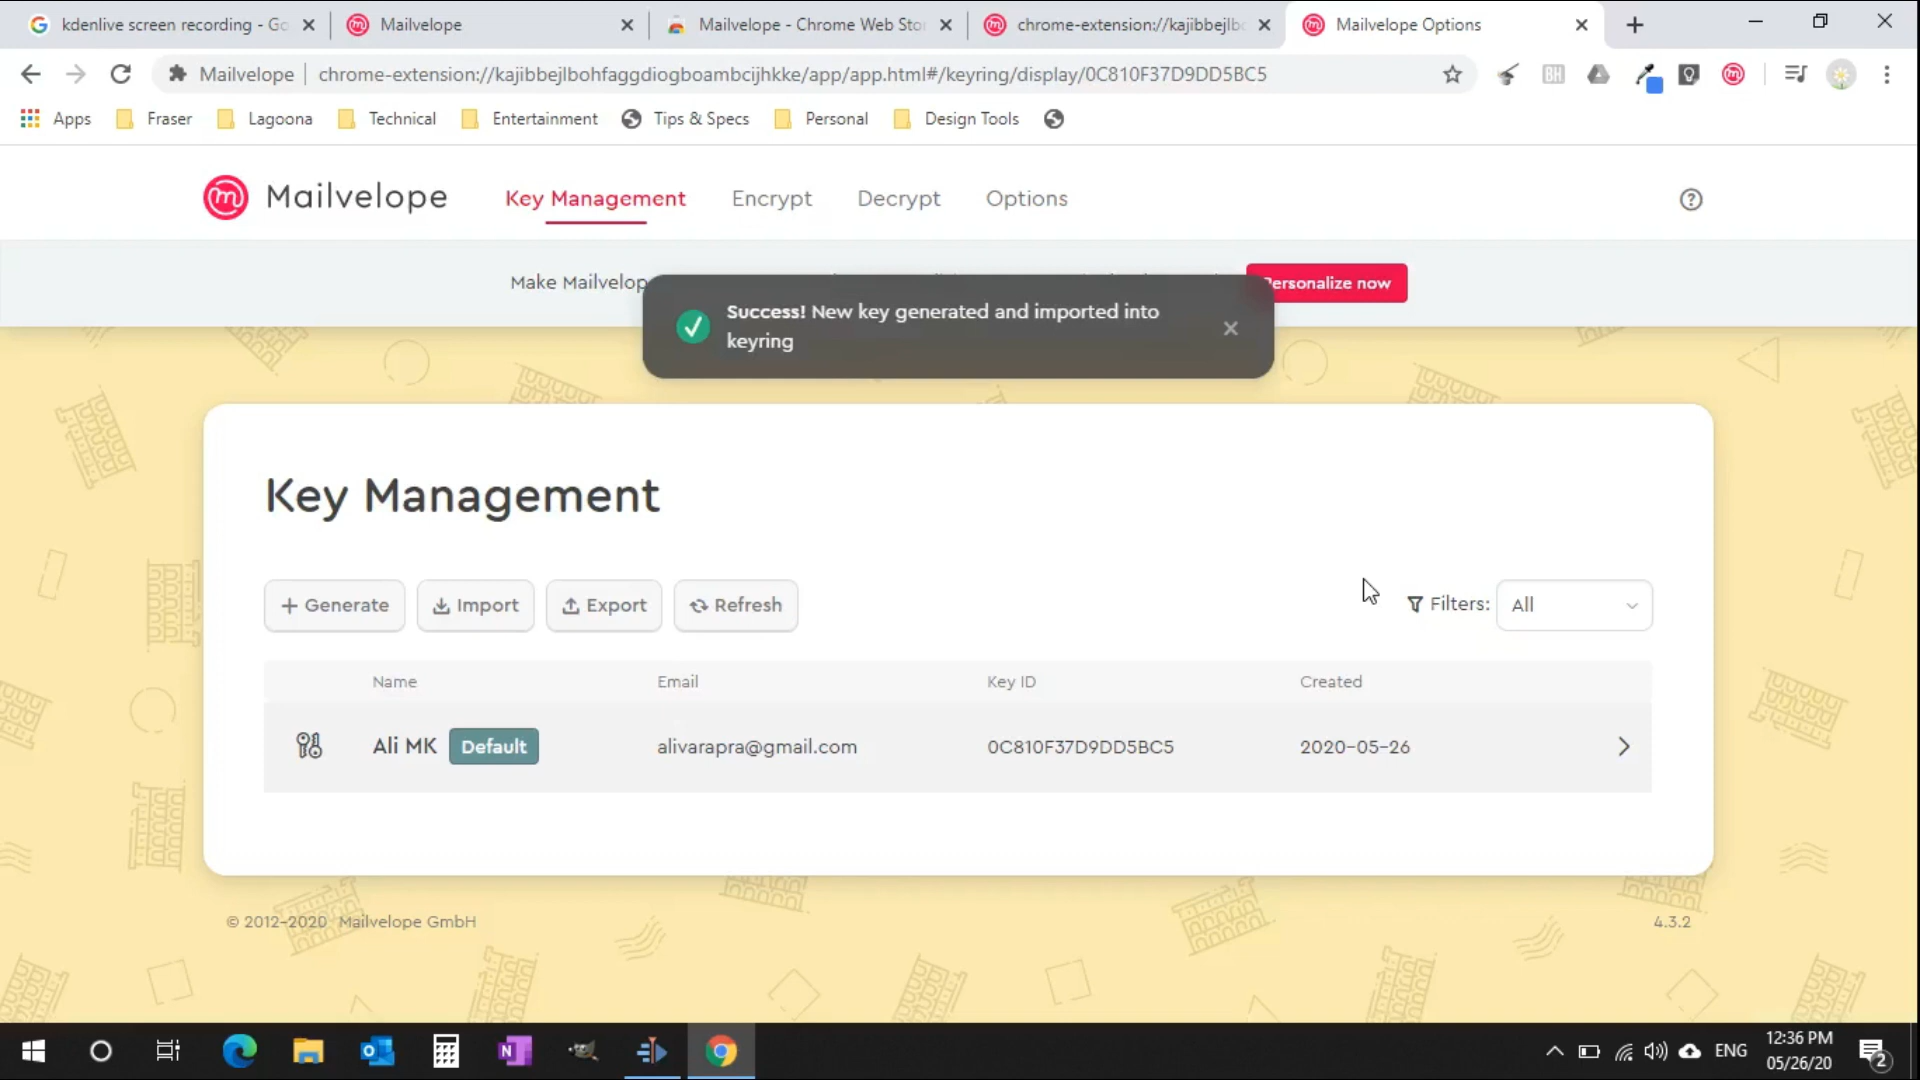 kdenlive screen recording - Go
Mailvelope
Mailvelope - Chrome Web Sto
chrome-extension://kajibbejlbo
Mailvelope Options
Mailvelope
chrome-extension://kajibbejlbohfaggdiogboambcijhkke/app/app.html#/keyring/display/0C810F37D9DD5BC5
BH
Apps
Fraser
Lagoona
Technical
Entertainment
Tips & Specs
Personal
Design Tools
Mailvelope
Key Management
Encrypt
Decrypt
Options
Make Mailvelop
Personalize now
Success! New key generated and imported into
keyring
Key Management
Generate
Import
Export
Refresh
Filters:
All
Name
Email
Key ID
Created
Ali MK
Default
alivarapra@gmail.com
0C810F37D9DD5BC5
2020-05-26
© 2012-2020 Mailvelope GmbH
4.3.2
ENG
12:36 PM
05/26/20
2